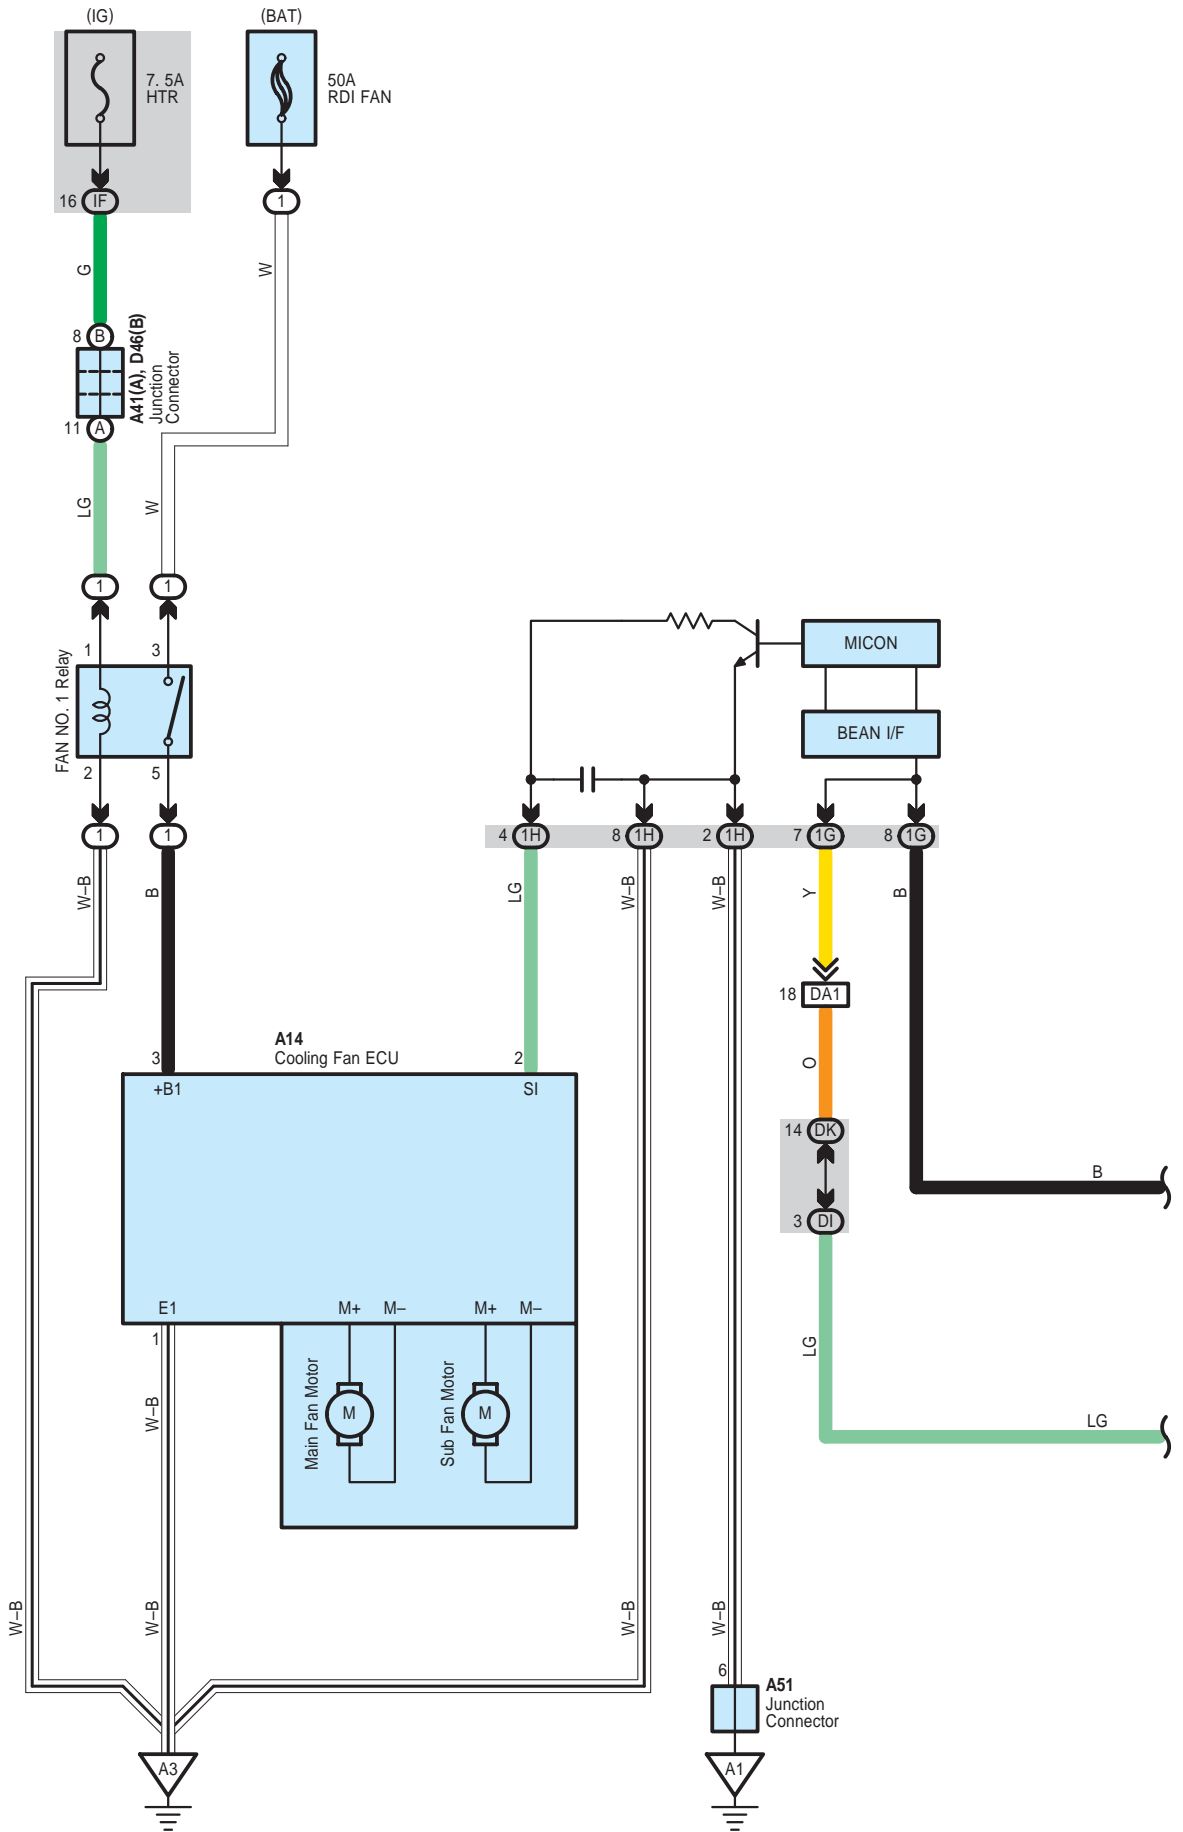 (IG)
(BAT)
7. 5A
HTR
50A
RDI FAN
16
IF
1
G
W
8
B
A41(A), D46(B)
Junction
Connector
11
A
LG
W
1
1
1
3
FAN NO. 1 Relay
2
5
1
1
MICON
BEAN I/F
4
1H
8
1H
2
1H
7
1G
8
1G
W–B
B
LG
W–B
W–B
Y
B
18
DA1
O
A14
Cooling Fan ECU
3
2
+B1
SI
14
DK
B
3
DI
E1
M+
M–
M+
M–
1
LG
W–B
Main Fan Motor
M
Sub Fan Motor
M
LG
W–B
W–B
W–B
W–B
6
A51
Junction
Connector
A3
A1